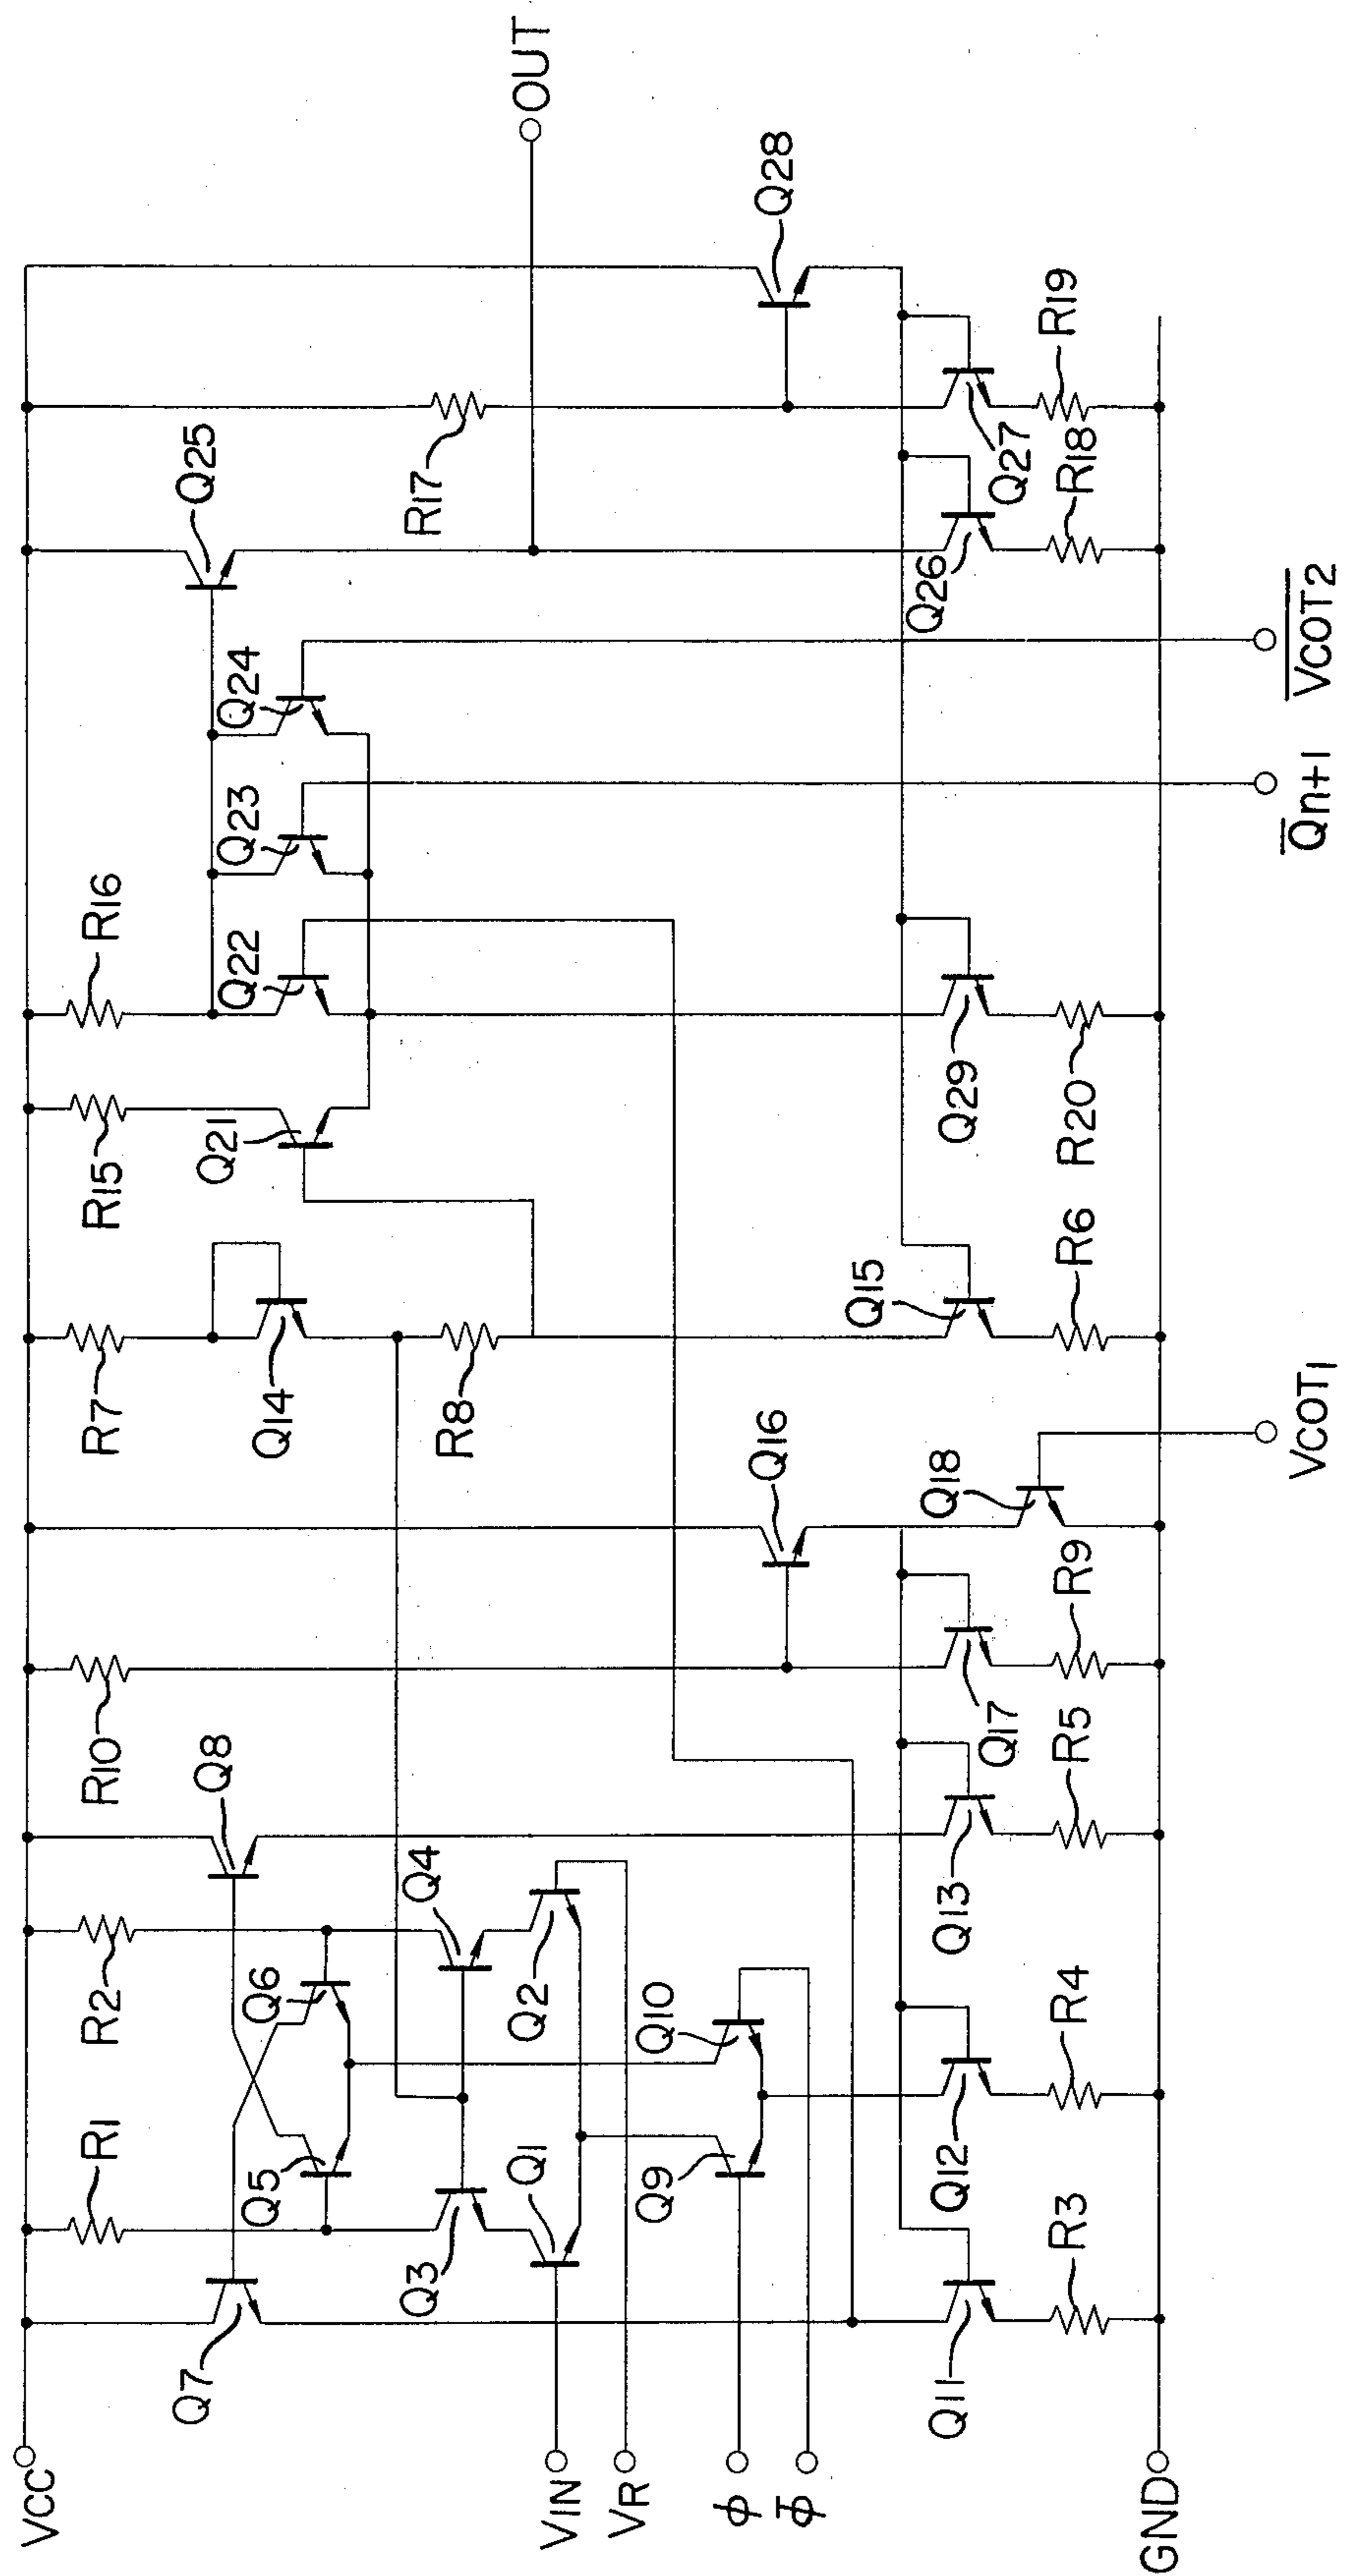 VCC
VIN
VR
ϕ
ϕ̅
GND
Q7
R1
R2
Q8
R10
R7
R15
R16
Q25
OUT
Q5
Q6
Q14
Q21
Q22
Q23
Q24
Q3
Q4
R8
R17
Q1
Q2
Q9
Q10
Q16
Q28
Q11
Q12
Q13
Q17
Q18
Q15
Q29
Q26
Q27
R3
R4
R5
R9
R6
R20
R18
R19
VCOT1
Q̅n+1
V̅C̅O̅T̅2̅